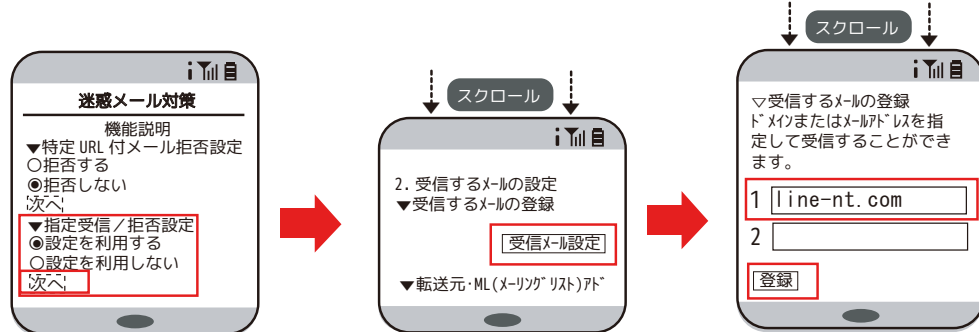 迷惑メール対策
機能説明
▼特定 URL 付メール拒否設定
○拒否する
◉拒否しない
次へ
▼指定受信/拒否設定
◉設定を利用する
○設定を利用しない
次へ
スクロール
2. 受信するﾒｰﾙの設定
▼受信するﾒｰﾙの登録
受信ﾒｰﾙ設定
▼転送元･ML(ﾒｰﾘﾝｸﾞﾘｽﾄ)ｱﾄﾞ
スクロール
▽受信するﾒｰﾙの登録
ﾄﾞﾒｲﾝまたはﾒｰﾙｱﾄﾞﾚｽを指
定して受信することができ
ます。
1 line-nt.com
2
登録